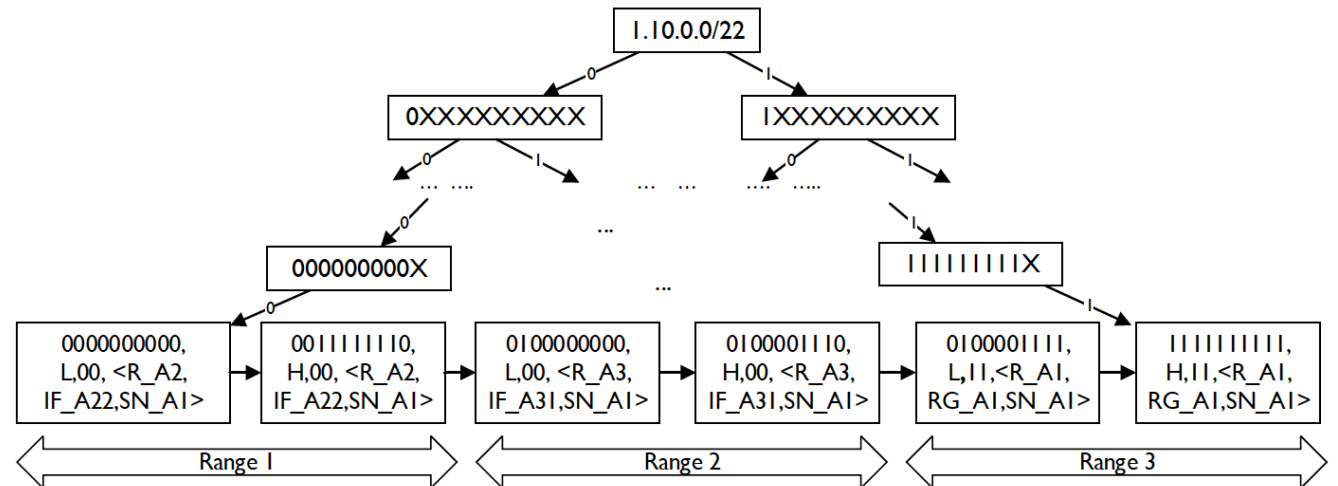 1.10.0.0/22
0
1
0XXXXXXXXX
1XXXXXXXXX
0
1
0
1
... ....
... ...
.... .....
0
1
...
000000000X
111111111X
...
0
1
0000000000,
L,00, <R_A2,
IF_A22,SN_A1>
0011111110,
H,00, <R_A2,
IF_A22,SN_A1>
0100000000,
L,00, <R_A3,
IF_A31,SN_A1>
0100001110,
H,00, <R_A3,
IF_A31,SN_A1>
0100001111,
L,11,<R_A1,
RG_A1,SN_A1>
1111111111,
H,11,<R_A1,
RG_A1,SN_A1>
Range 1
Range 2
Range 3